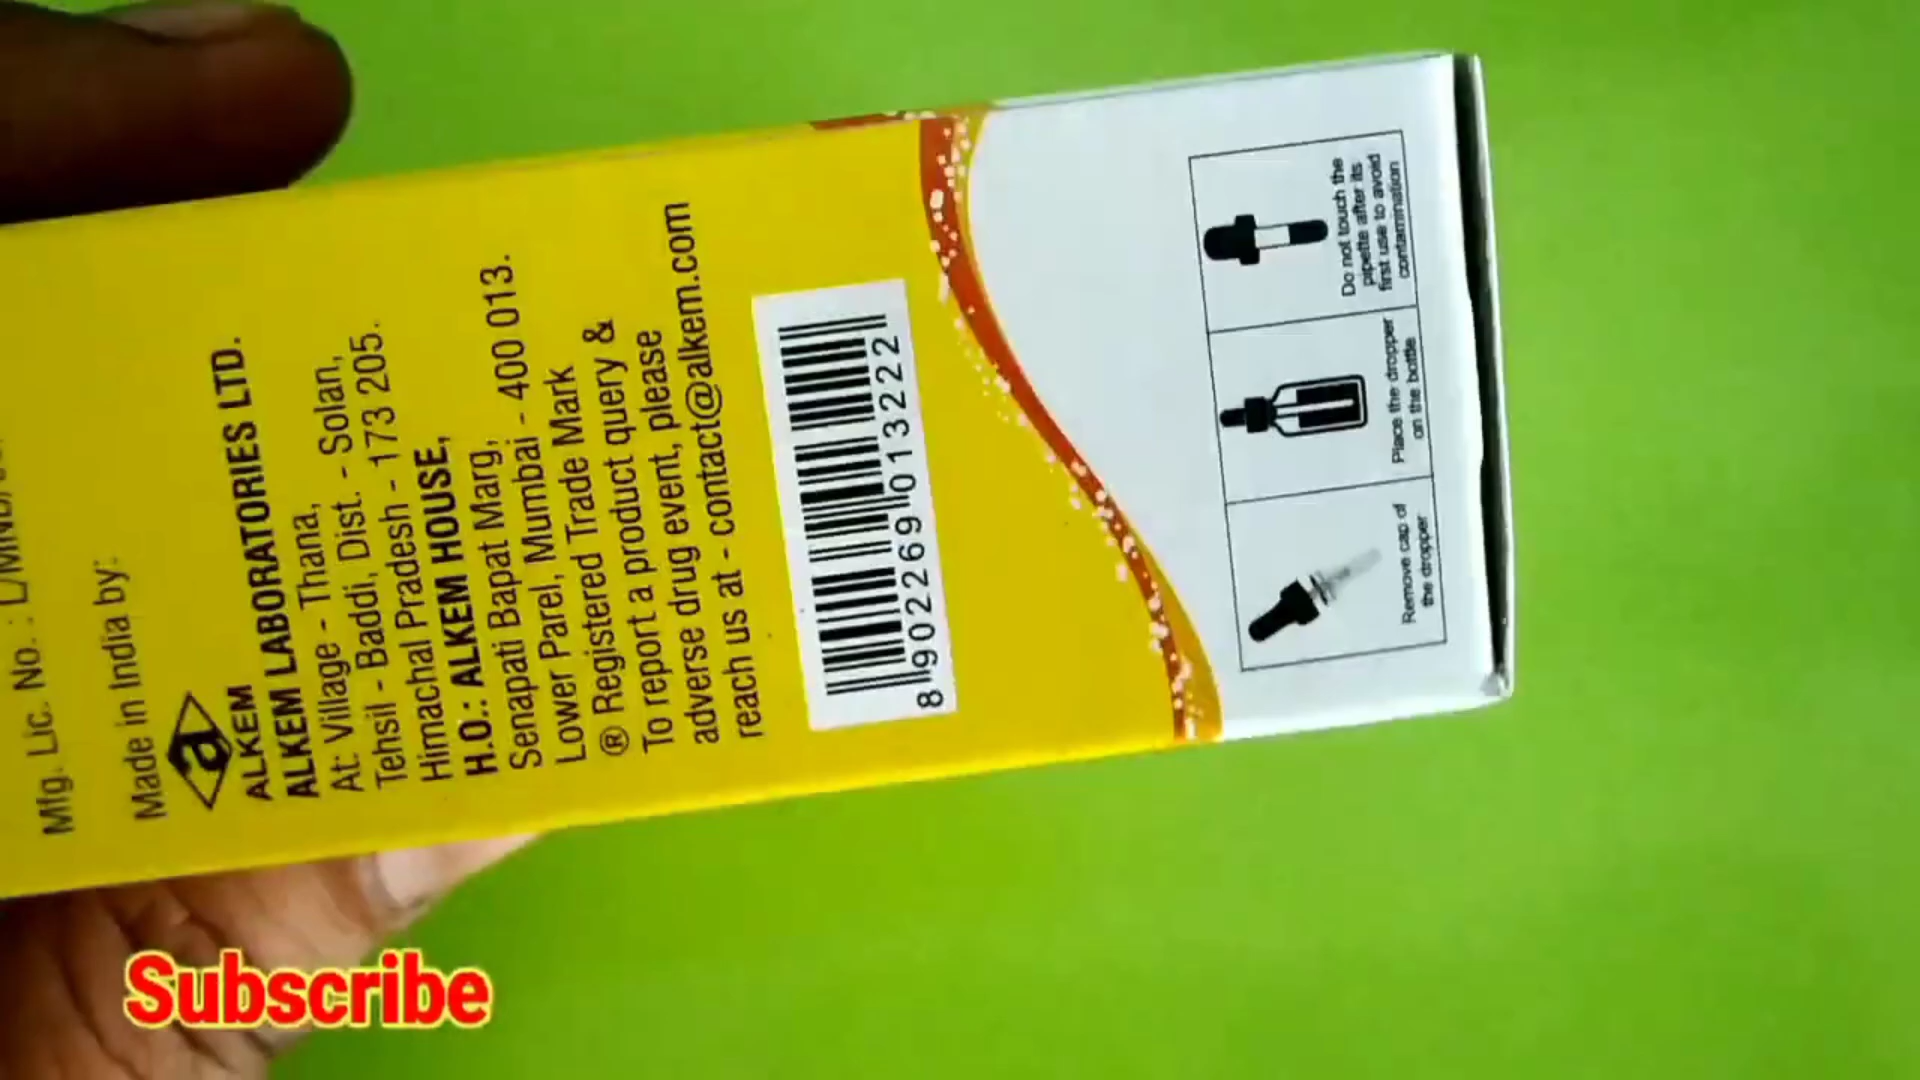 Mfg. Lic. No. :
Made in India by:
a
ALKEM
ALKEM LABORATORIES LTD.
At: Village - Thana,
Tehsil - Baddi, Dist. - Solan,
Himachal Pradesh - 173 205.
H.O.: ALKEM HOUSE,
Senapati Bapat Marg,
Lower Parel, Mumbai - 400 013.
® Registered Trade Mark
To report a product query &
adverse drug event, please
reach us at - contact@alkem.com
8 902269 013222
Remove cap of
the dropper
Place the dropper
on the bottle
Do not touch the
pipette after its
first use to avoid
contamination
Subscribe